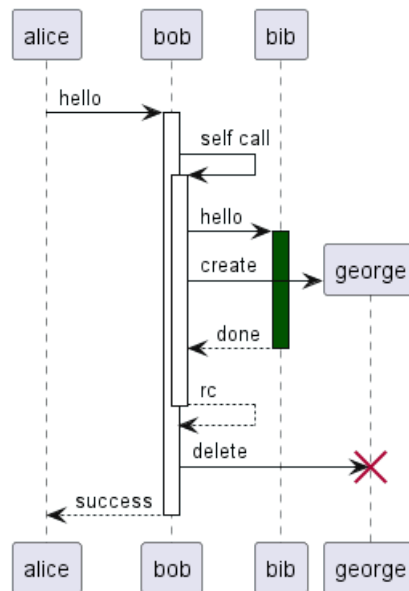 alice bob bib
hello
self call
hello
create
george
done
rc
delete
success
alice bob bib george